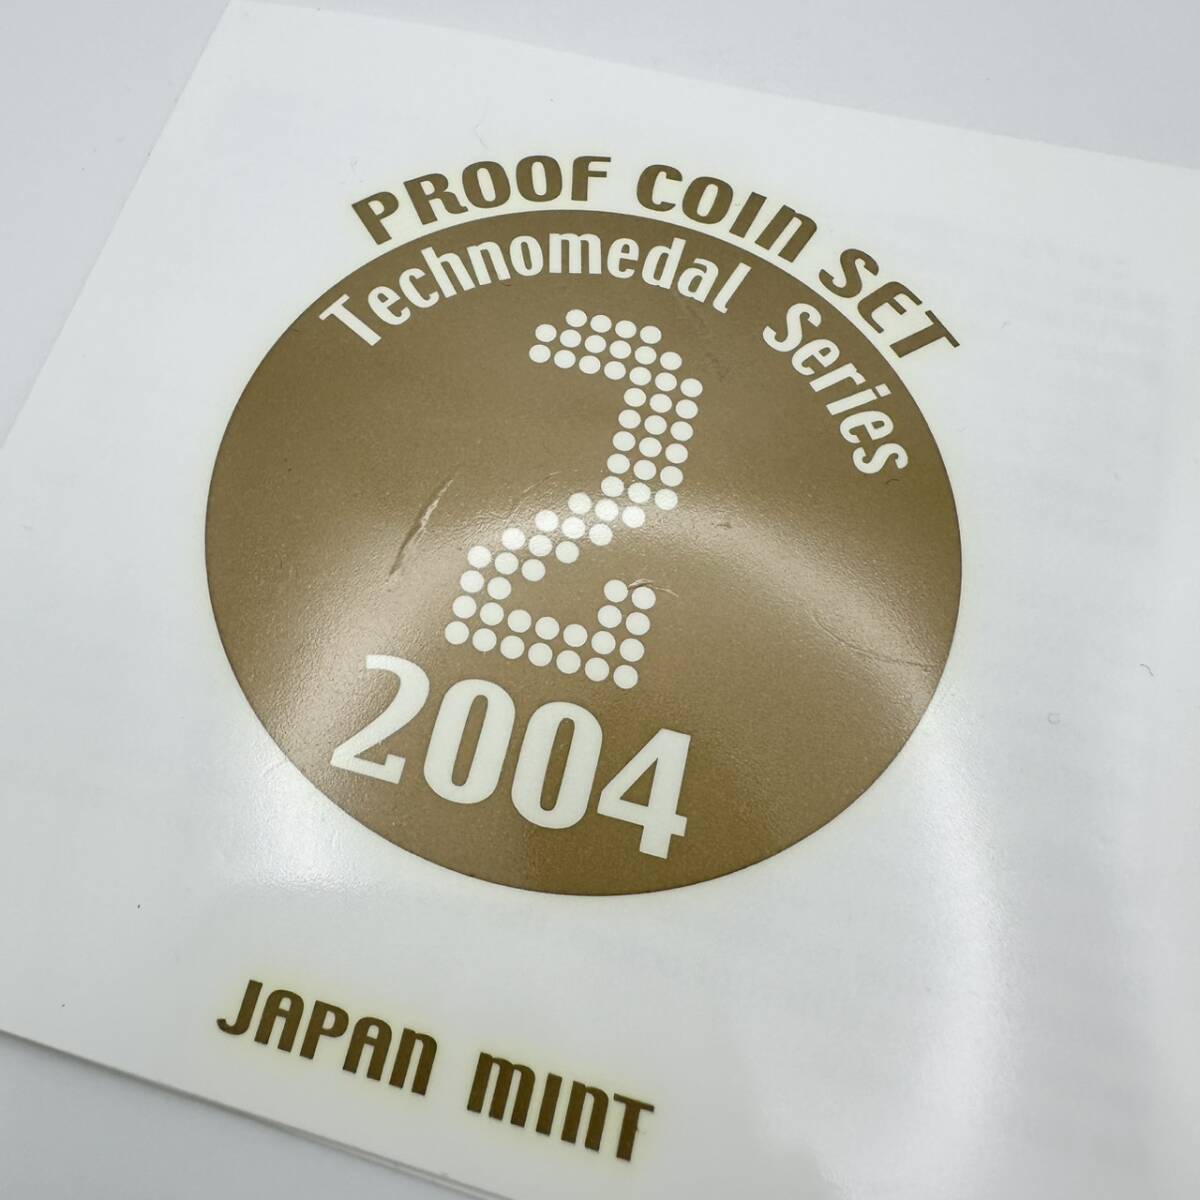 PROOF COIN SET
Technomedal Series
2
2004
JAPAN MINT